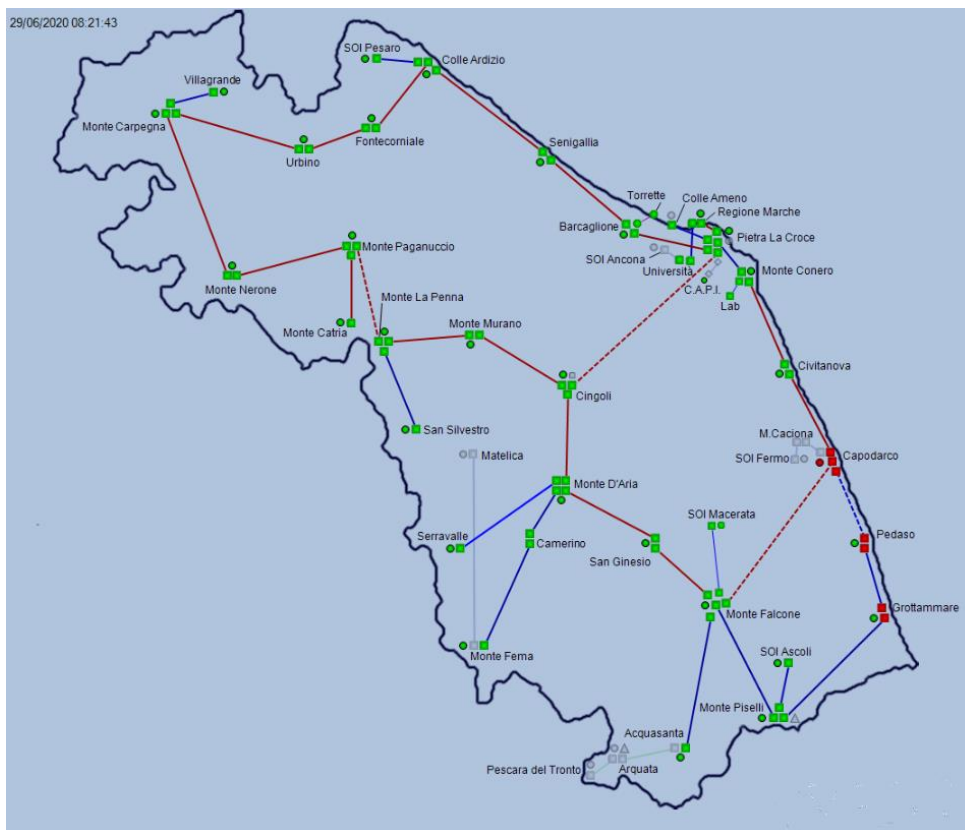 29/06/2020 08:21:43
SOI Pesaro
Colle Ardizio
Villagrande
Monte Carpegna
Fontecorniale
Urbino
Senigallia
Torrette
Colle Ameno
Regione Marche
Barcaglione
Pietra La Croce
Monte Paganuccio
SOI Ancona
Università
Monte Conero
Monte Nerone
C.A.P.I.
Lab
Monte La Penna
Monte Catria
Monte Murano
Civitanova
Cingoli
San Silvestro
M.Caciona
Matelica
SOI Fermo
Capodarco
Monte D'Aria
SOI Macerata
Serravalle
Camerino
Pedaso
San Ginesio
Monte Falcone
Grottammare
Monte Fema
SOI Ascoli
Monte Piselli
Acquasanta
Pescara del Tronto
Arquata